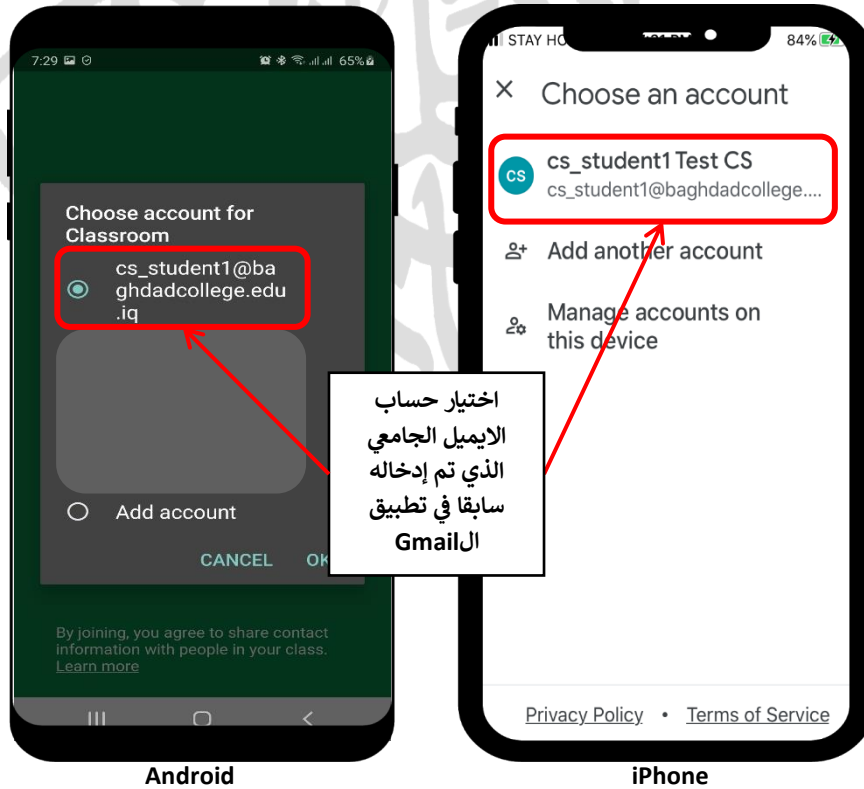 7:29
65%
Choose account for
Classroom
cs_student1@ba
ghdadcollege.edu
.iq
Add account
CANCEL
By joining, you agree to share contact
information with people in your class.
Learn more
Android
اختيار حساب
الايميل الجامعي
الذي تم إدخاله
سابقا في تطبيق
الGmail
STAY
84%
Choose an account
CS
cs_student1 Test CS
cs_student1@baghdadcollege....
Add another account
Manage accounts on
this device
Privacy Policy • Terms of Service
iPhone